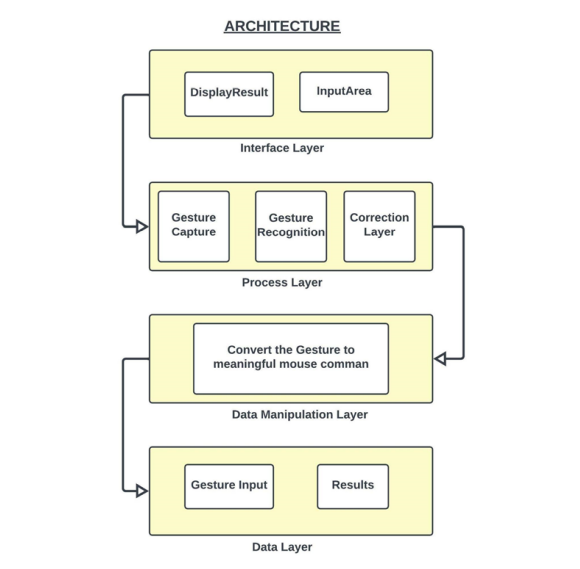 ARCHITECTURE
DisplayResult
InputArea
Interface Layer
Gesture
Capture
Gesture
Recognition
Correction
Layer
Process Layer
Convert the Gesture to
meaningful mouse comman
Data Manipulation Layer
Gesture Input
Results
Data Layer